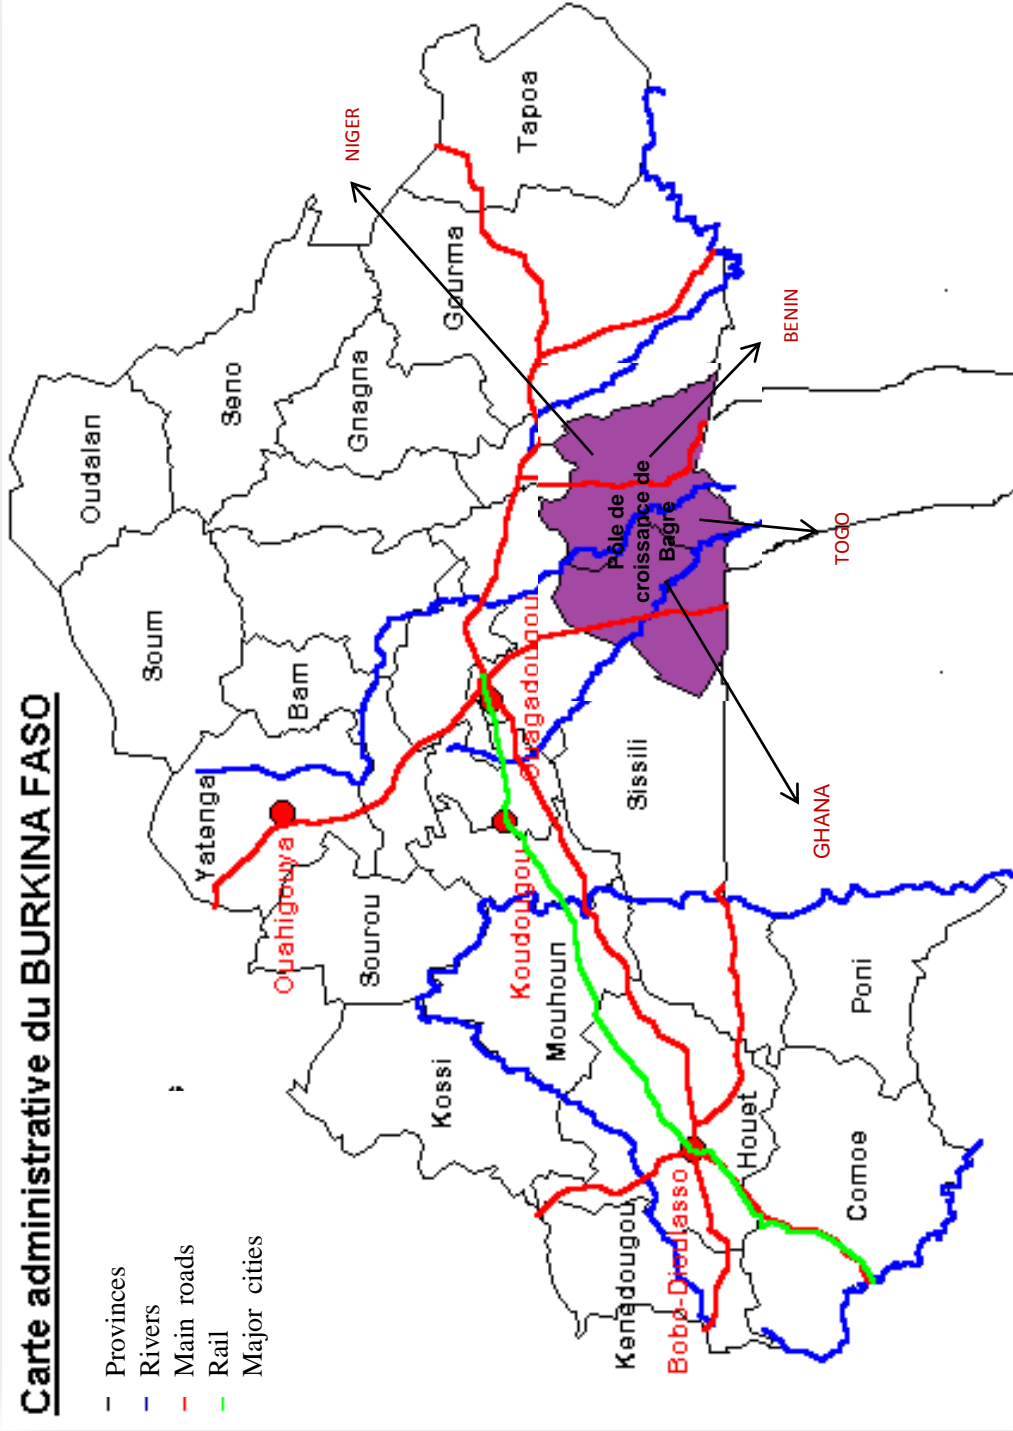 Carte administrative du BURKINA FASO
Provinces
Rivers
Main roads
Rail
Major cities
Oudalan
Soum
Seno
Yatenga
Bam
Gnagna
Ouahigouya
Sourou
Gourma
NIGER
Tapoa
Kossi
Koudougou
Ouagadougou
Mouhoun
Pôle de
croissance de
Bagre
Sissili
Kenedougou
Bobo-Dioulasso
Houet
BENIN
GHANA
TOGO
Comoe
Poni